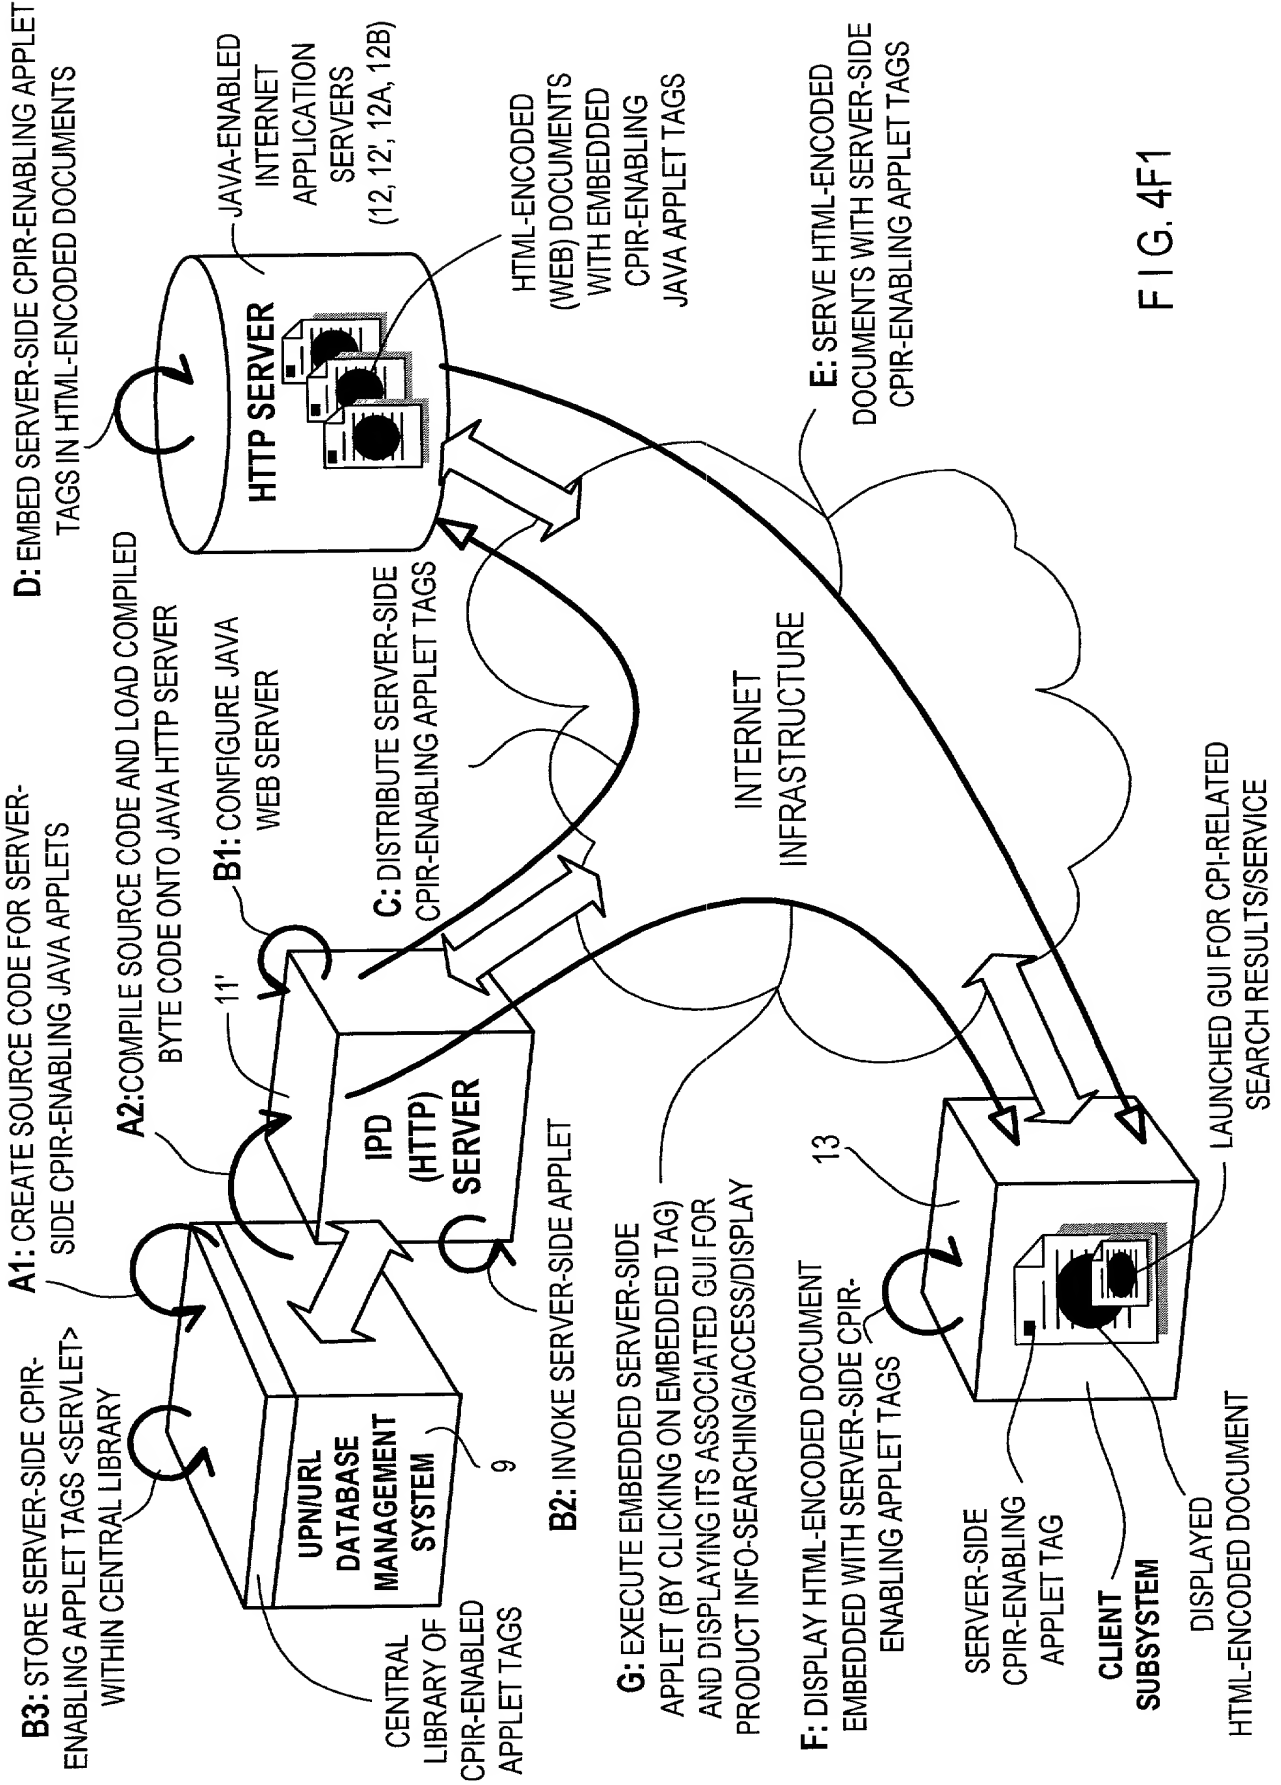 B3: STORE SERVER-SIDE CPIR-
ENABLING APPLET TAGS <SERVLET>
WITHIN CENTRAL LIBRARY
A1: CREATE SOURCE CODE FOR SERVER-
SIDE CPIR-ENABLING JAVA APPLETS
A2:COMPILE SOURCE CODE AND LOAD COMPILED
BYTE CODE ONTO JAVA HTTP SERVER
D: EMBED SERVER-SIDE CPIR-ENABLING APPLET
TAGS IN HTML-ENCODED DOCUMENTS
B1: CONFIGURE JAVA
WEB SERVER
11'
JAVA-ENABLED
INTERNET
APPLICATION
SERVERS
(12, 12', 12A, 12B)
HTTP SERVER
UPN/URL
DATABASE
MANAGEMENT
SYSTEM
9
IPD
(HTTP)
SERVER
C: DISTRIBUTE SERVER-SIDE
CPIR-ENABLING APPLET TAGS
HTML-ENCODED
(WEB) DOCUMENTS
WITH EMBEDDED
CPIR-ENABLING
JAVA APPLET TAGS
CENTRAL
LIBRARY OF
CPIR-ENABLED
APPLET TAGS
B2: INVOKE SERVER-SIDE APPLET
G: EXECUTE EMBEDDED SERVER-SIDE
APPLET (BY CLICKING ON EMBEDDED TAG)
AND DISPLAYING ITS ASSOCIATED GUI FOR
PRODUCT INFO-SEARCHING/ACCESS/DISPLAY
INTERNET
INFRASTRUCTURE
E: SERVE HTML-ENCODED
DOCUMENTS WITH SERVER-SIDE
CPIR-ENABLING APPLET TAGS
F: DISPLAY HTML-ENCODED DOCUMENT
EMBEDDED WITH SERVER-SIDE CPIR-
ENABLING APPLET TAGS
13
SERVER-SIDE
CPIR-ENABLING
APPLET TAG
CLIENT
SUBSYSTEM
DISPLAYED
HTML-ENCODED DOCUMENT
LAUNCHED GUI FOR CPI-RELATED
SEARCH RESULTS/SERVICE
FIG. 4F1